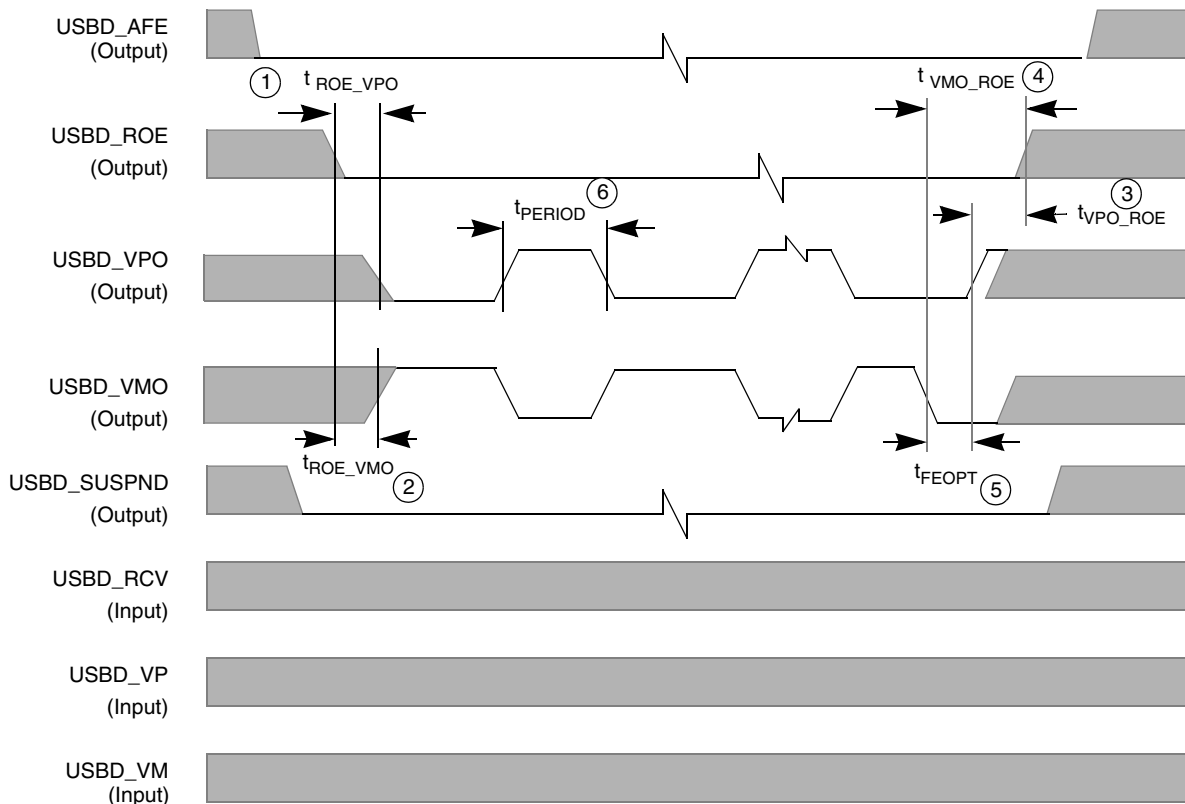 USBD_AFE
(Output)
1
t ROE_VPO
t VMO_ROE
4
USBD_ROE
(Output)
6
3
tPERIOD
tVPO_ROE
USBD_VPO
(Output)
USBD_VMO
(Output)
tROE_VMO
2
tFEOPT
5
USBD_SUSPND
(Output)
USBD_RCV
(Input)
USBD_VP
(Input)
USBD_VM
(Input)